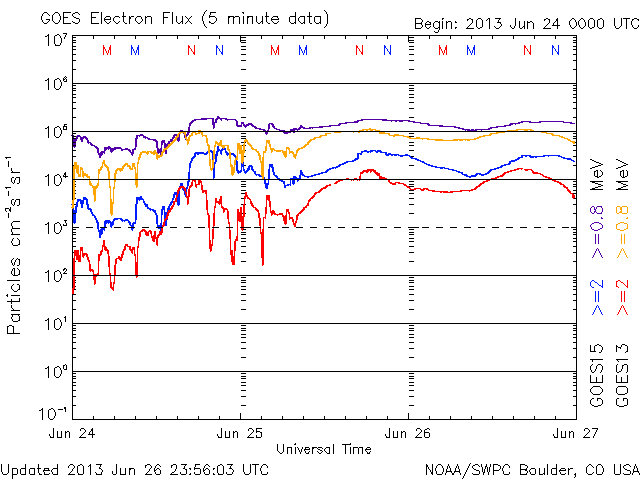 GOES Electron Flux (5 minute data)
Begin: 2013 Jun 24 0000 UTC
M M N N M M N N M M N N
10⁷
10⁶
10⁵
10⁴
10³
10²
10¹
10⁰
10⁻¹
Particles cm⁻²s⁻¹sr⁻¹
>=0.8 MeV
>=2
GOES15
>=0.8 MeV
>=2
GOES13
Jun 24 Jun 25 Jun 26 Jun 27
Universal Time
Updated 2013 Jun 26 23:56:03 UTC
NOAA/SWPC Boulder, CO USA